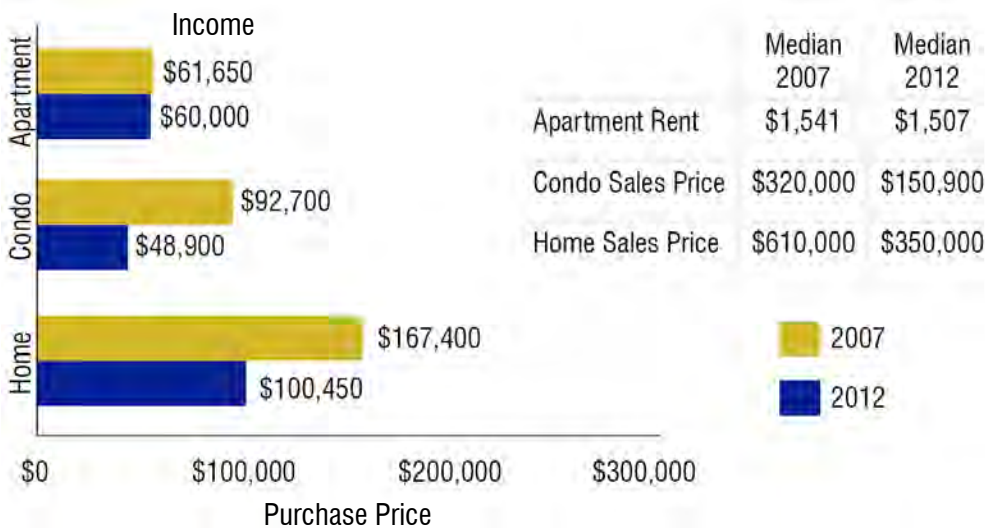 Income
Apartment
$61,650
$60,000
Condo
$92,700
$48,900
Home
$167,400
$100,450
$0 $100,000 $200,000 $300,000
Purchase Price
Median Median
2007 2012
Apartment Rent $1,541 $1,507
Condo Sales Price $320,000 $150,900
Home Sales Price $610,000 $350,000
2007
2012